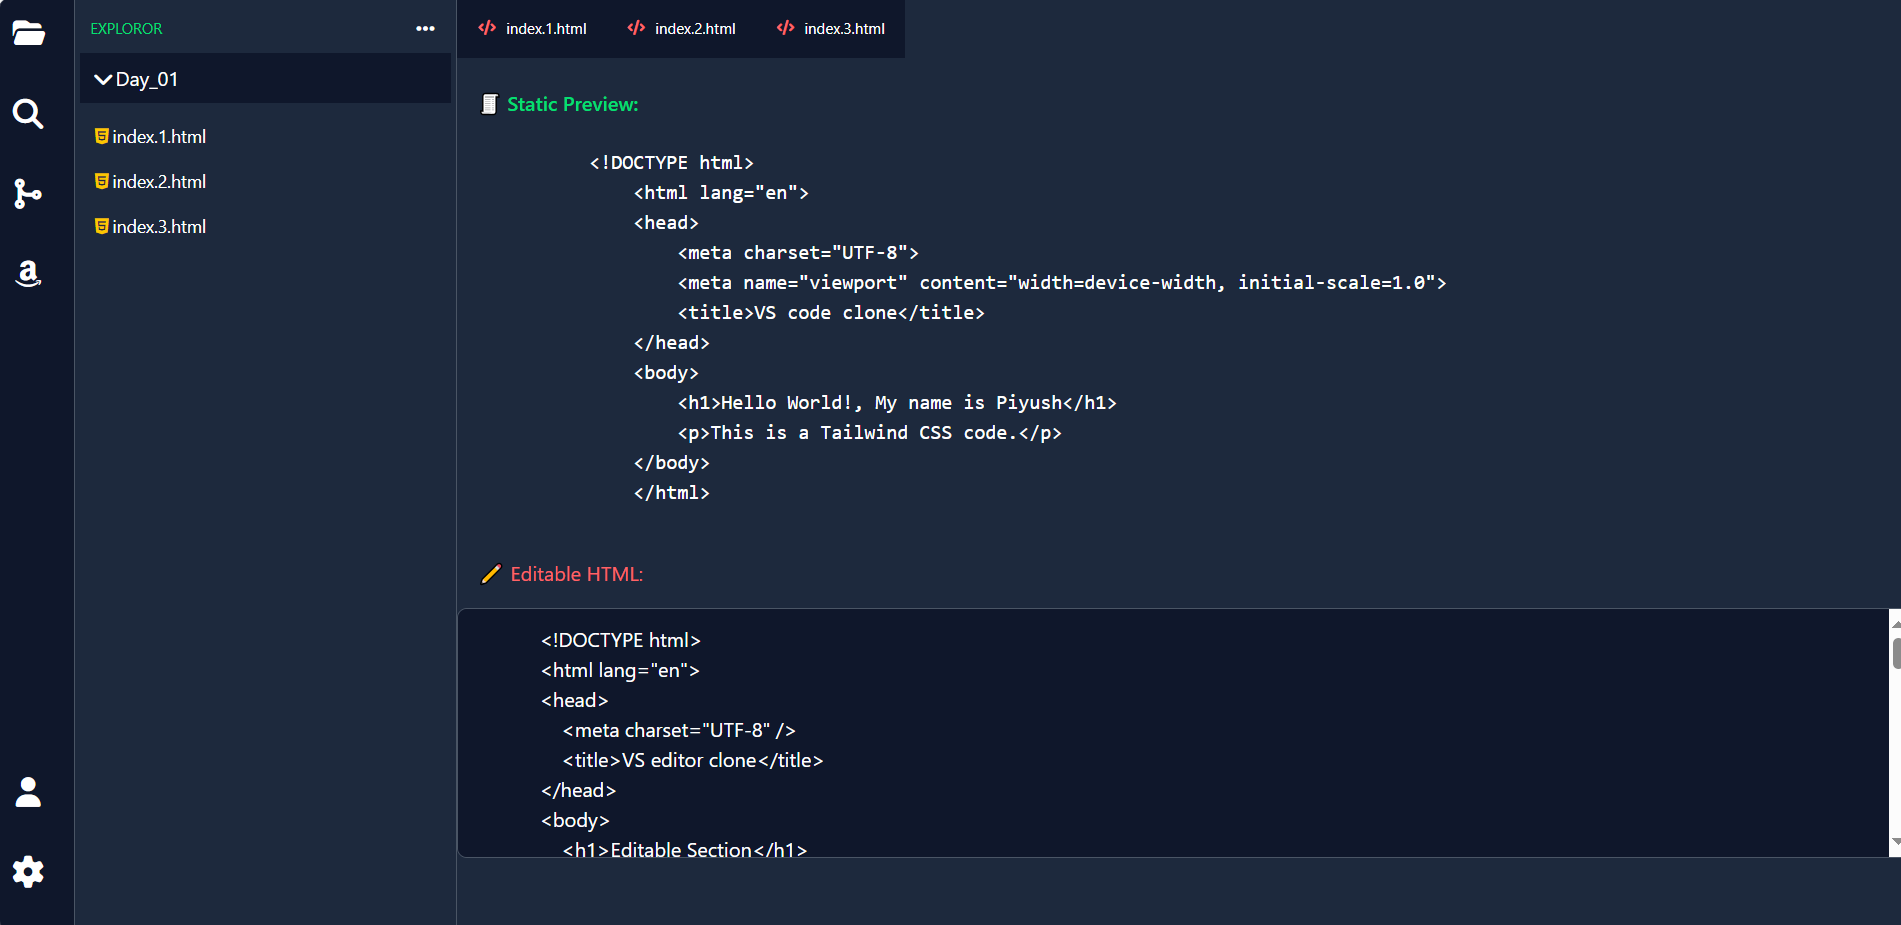 EXPLOROR
Day_01
index.1.html
index.2.html
index.3.html
index.1.html index.2.html index.3.html
Static Preview:
<!DOCTYPE html>
<html lang="en">
<head>
<meta charset="UTF-8">
<meta name="viewport" content="width=device-width, initial-scale=1.0">
<title>VS code clone</title>
</head>
<body>
<h1>Hello World!, My name is Piyush</h1>
<p>This is a Tailwind CSS code.</p>
</body>
</html>
Editable HTML:
<!DOCTYPE html>
<html lang="en">
<head>
<meta charset="UTF-8" />
<title>VS editor clone</title>
</head>
<body>
<h1>Editable Section</h1>